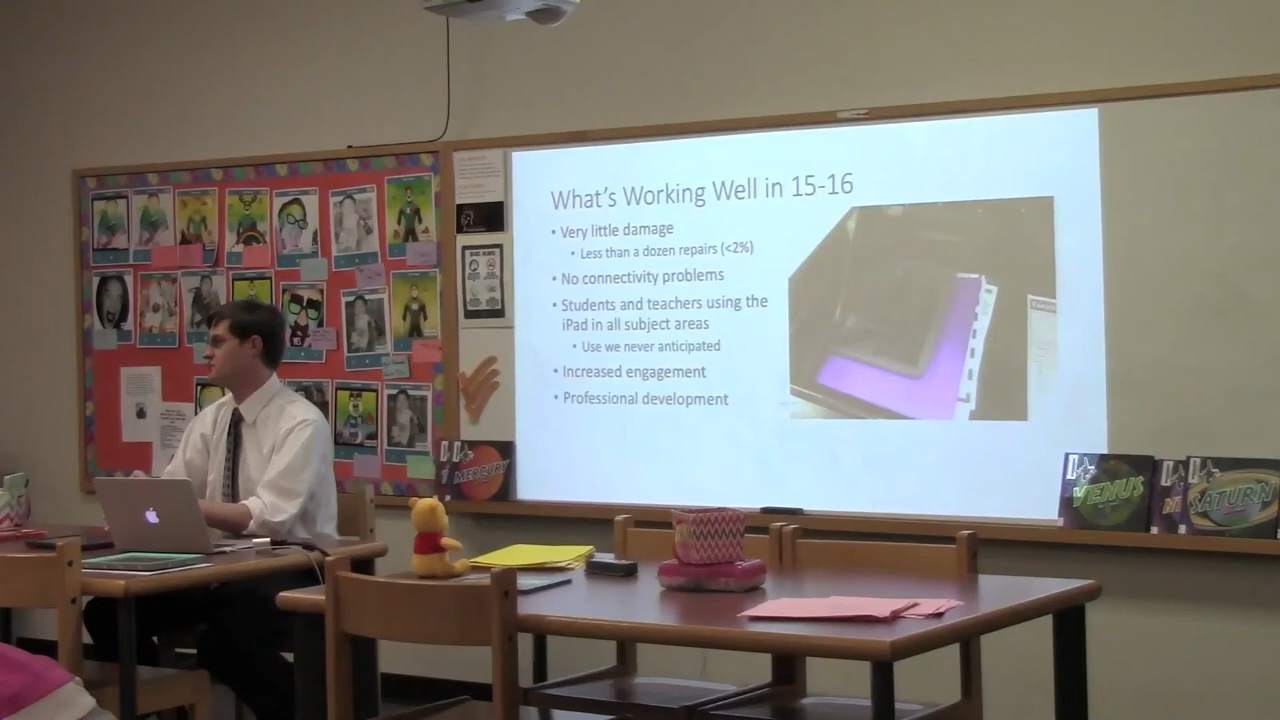 What's Working Well in 15-16
• Very little damage
• Less than a dozen repairs (<2%)
• No connectivity problems
• Students and teachers using the
iPad in all subject areas
• Use we never anticipated
• Increased engagement
• Professional development
MERCURY
VENUS
SATURN
YES